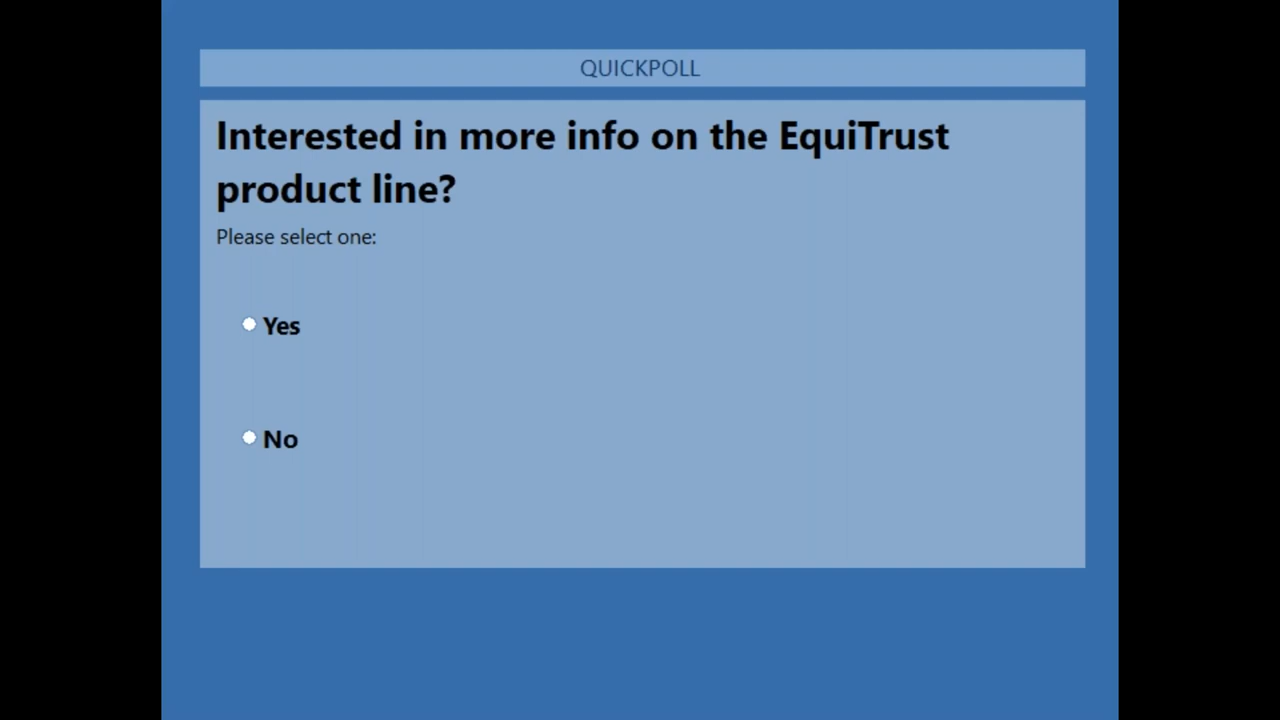 QUICKPOLL
Interested in more info on the EquiTrust
product line?
Please select one:
Yes
No